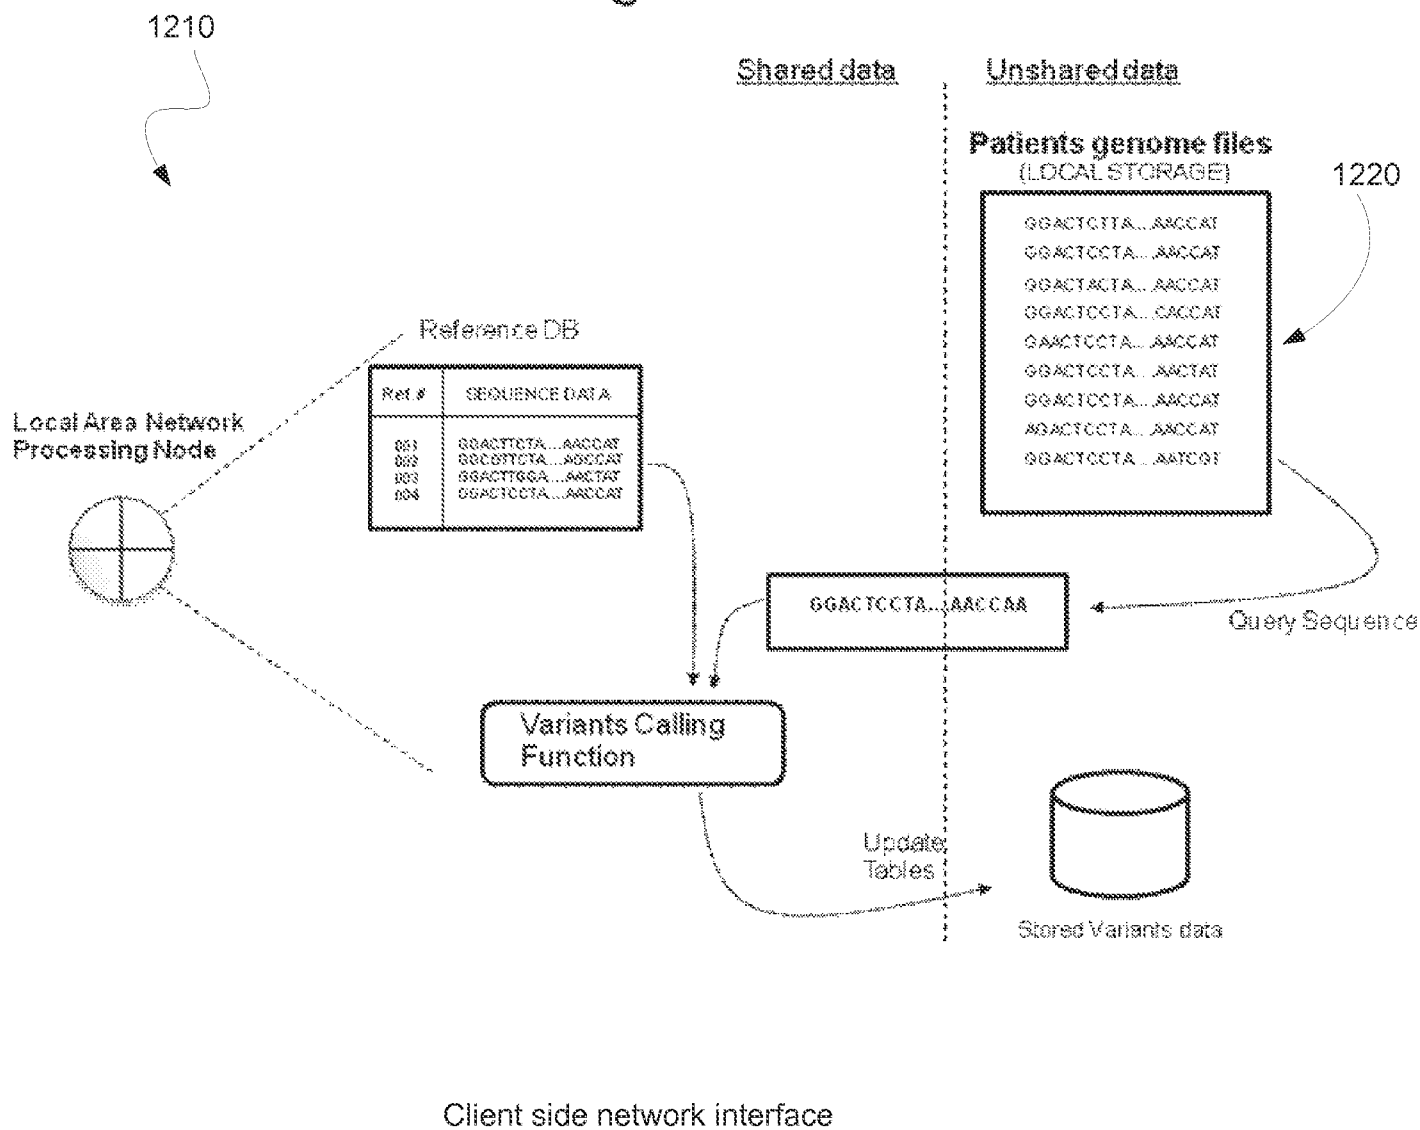 1210
Shared data
Unshared data
Patients genome files
(LOCAL STORAGE)
1220
GGACTCTTA....AACCAT
GGACTCCTA....AACCAT
GGACTACTA....AACCAT
GGACTCCTA....CACCAT
GAACTCCTA....AACCAT
GGACTCCTA....AACTAT
GGACTCCTA....AACCAT
AGACTCCTA....AACCAT
GGACTCCTA....AATCGT
Reference DB
Ref.#
SEQUENCE DATA
001 GGACTTCTA....AACCAT
002
003 GGACTTGGA....AACTAT
004 GGACTCCTA....AACCAT
Local Area Network
Processing Node
GGACTCCTA....AACCAA
Query Sequence
Variants Calling
Function
Update
Tables
Stored Variants data
Client side network interface